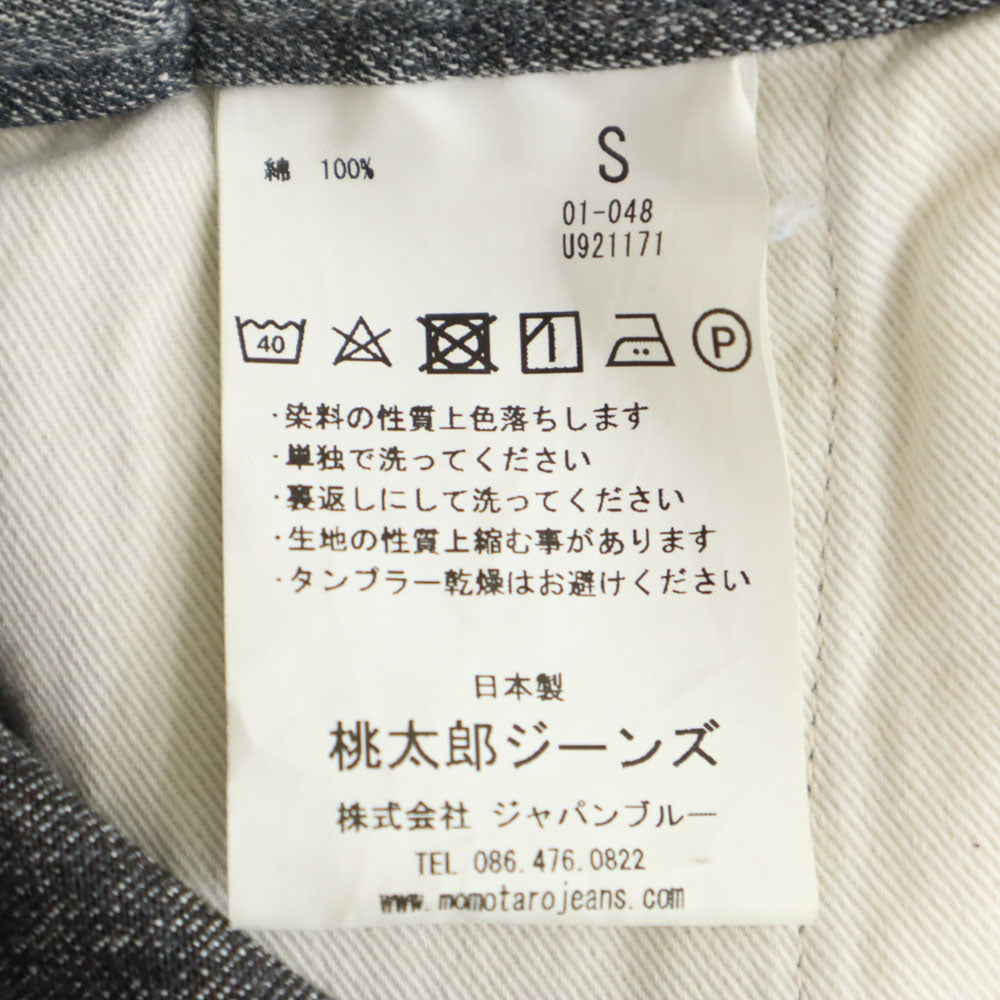 綿 100%
S
01-048
U921171
40
P
・染料の性質上色落ちします
・単独で洗ってください
・裏返しにして洗ってください
・生地の性質上縮む事があります
・タンブラー乾燥はお避けください
日本製
桃太郎ジーンズ
株式会社 ジャパンブルー
TEL 086.476.0822
www.momotarojeans.com